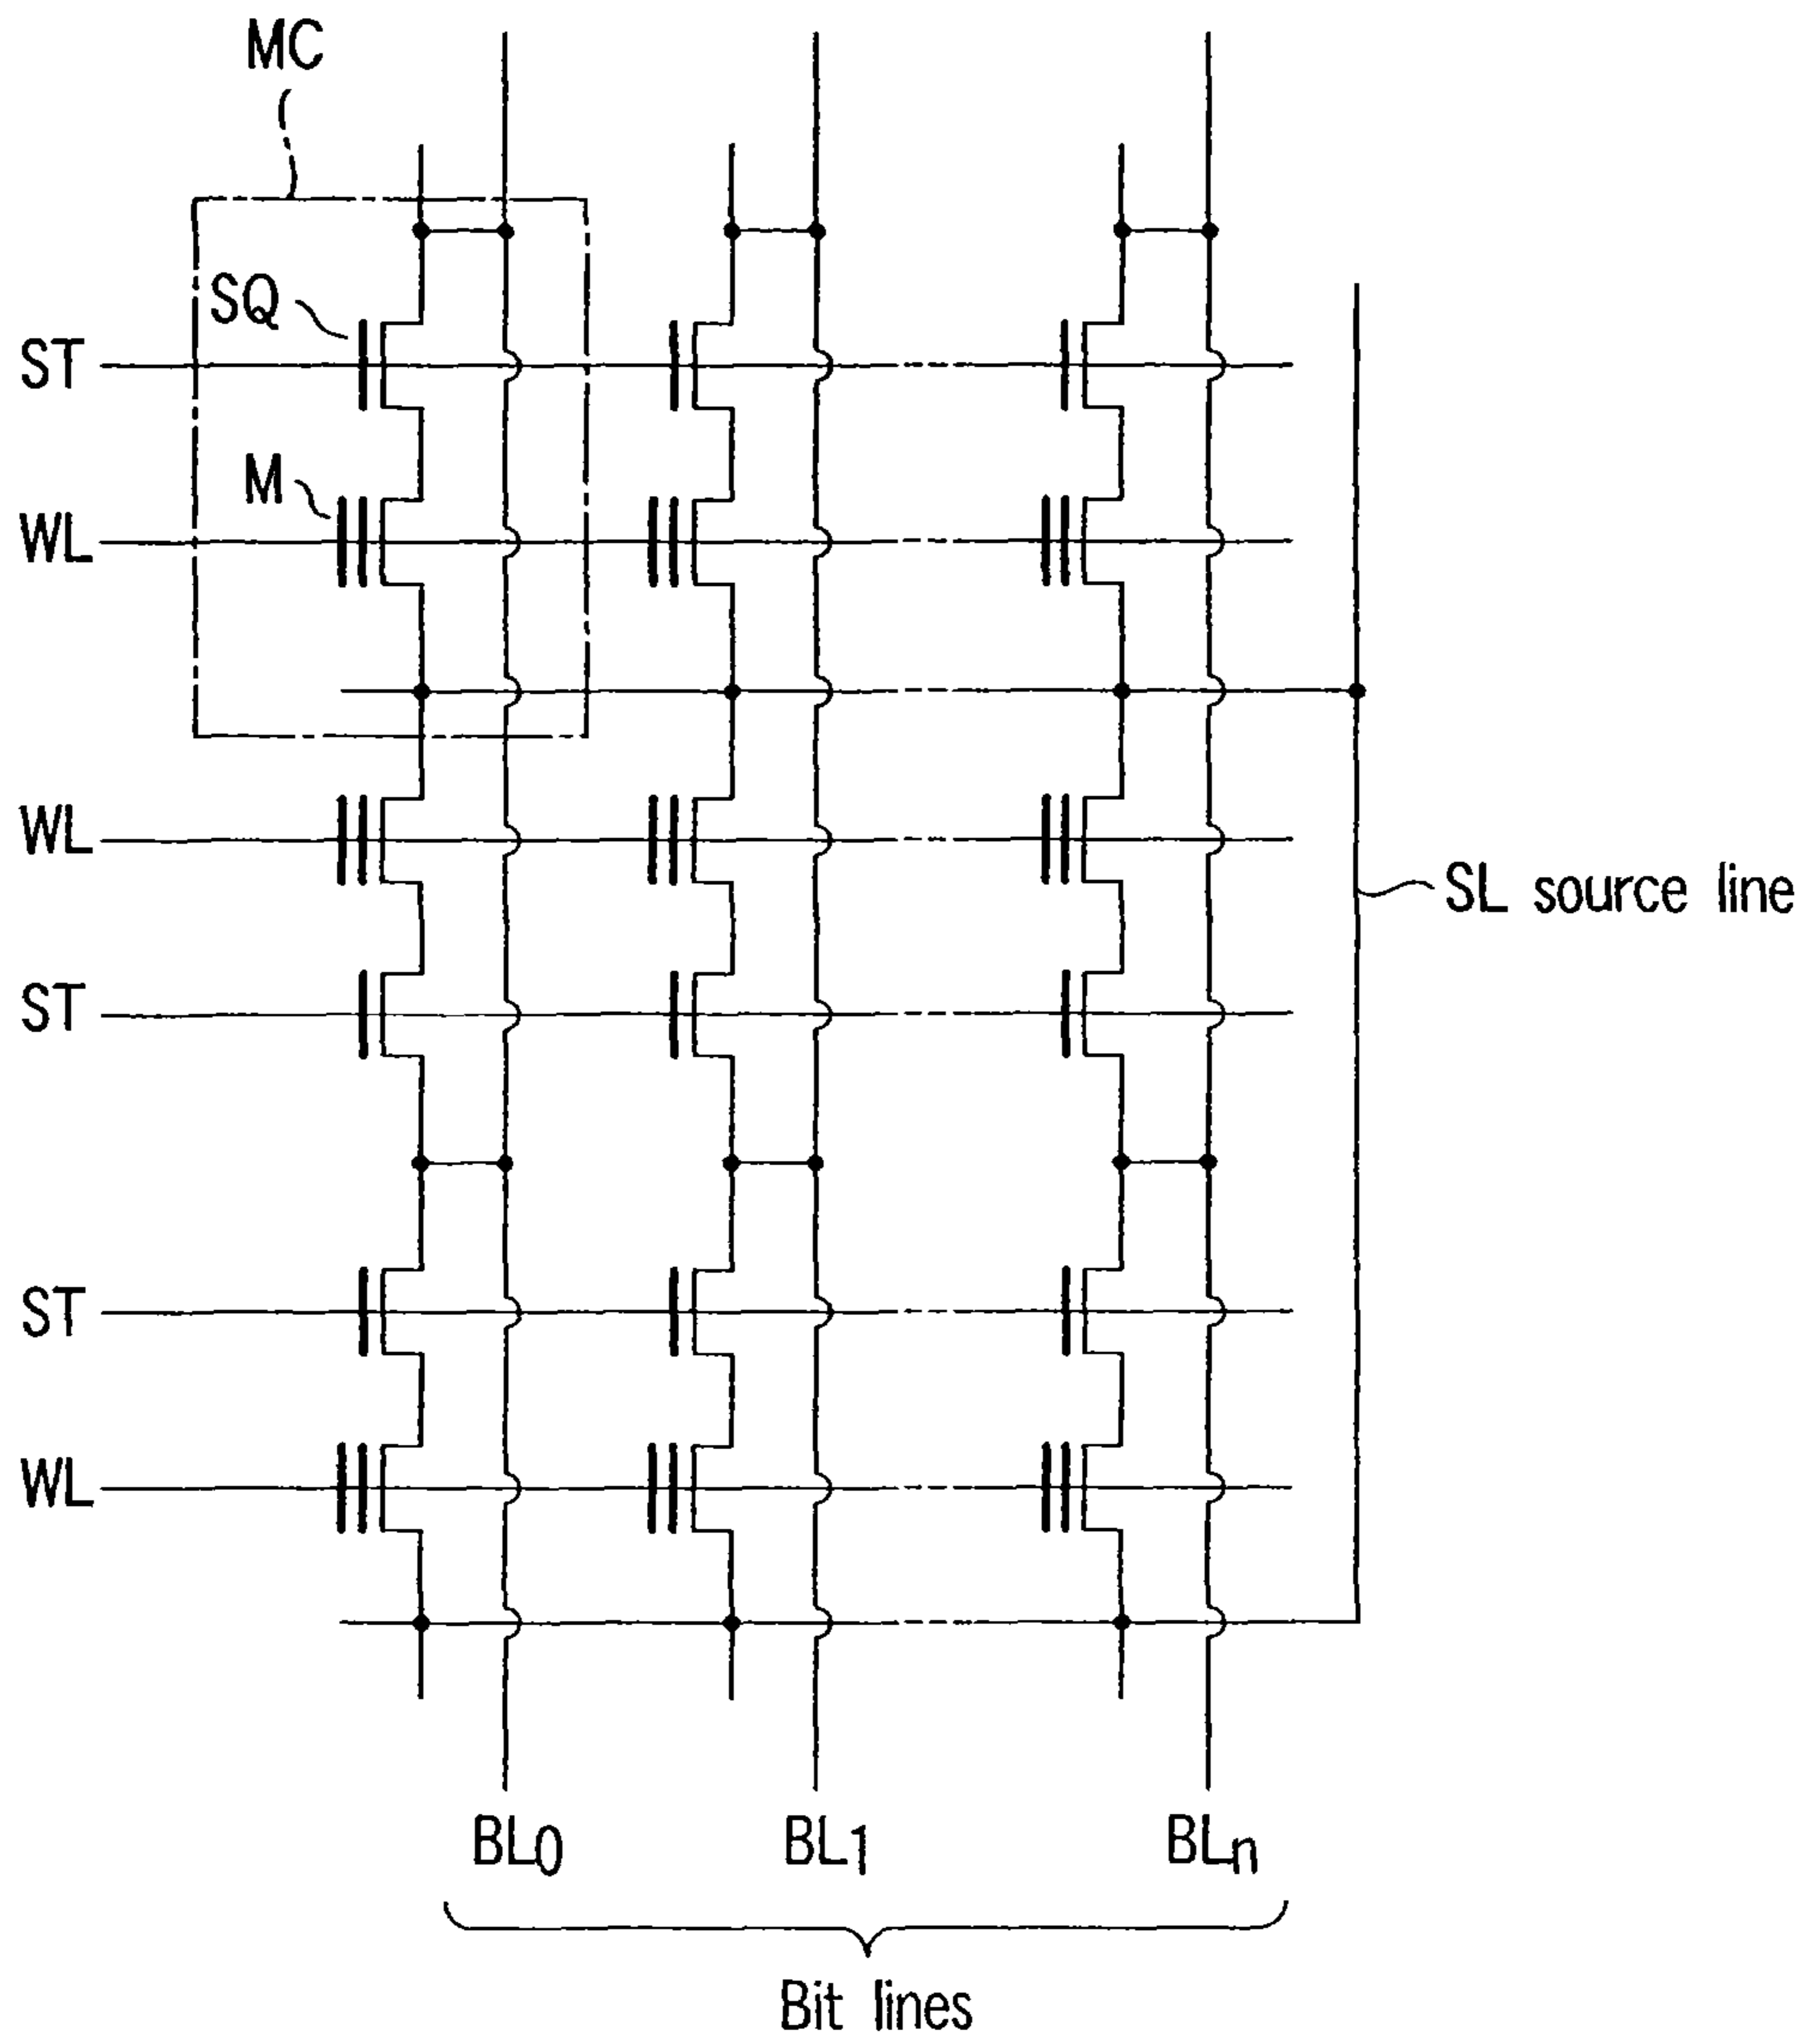 MC
SQ
ST
M
WL
WL
SL source line
ST
ST
WL
BL0 BL1 BLn
Bit lines